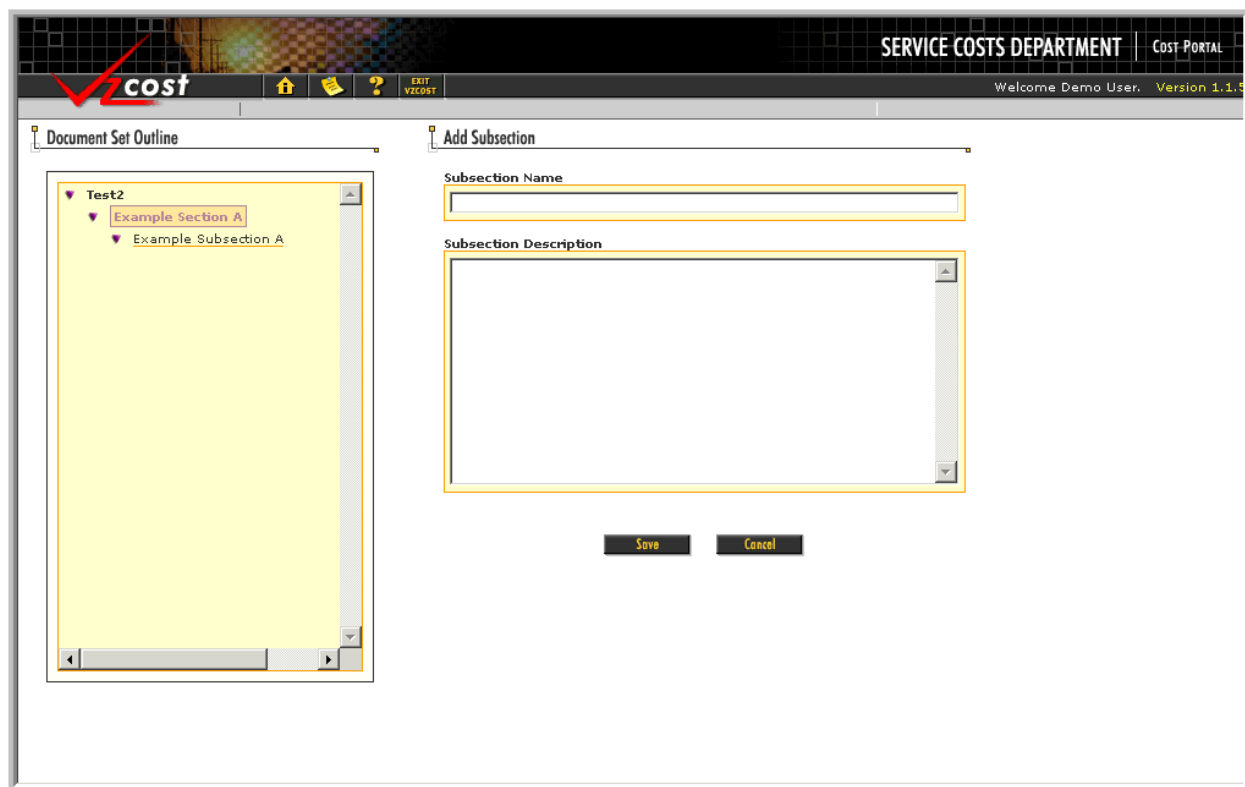 SERVICE COSTS DEPARTMENT | COST PORTAL
Vzcost
EXIT
VZCOST
Welcome Demo User. Version 1.1.5
Document Set Outline
Add Subsection
Test2
Example Section A
Example Subsection A
Subsection Name
Subsection Description
Save
Cancel